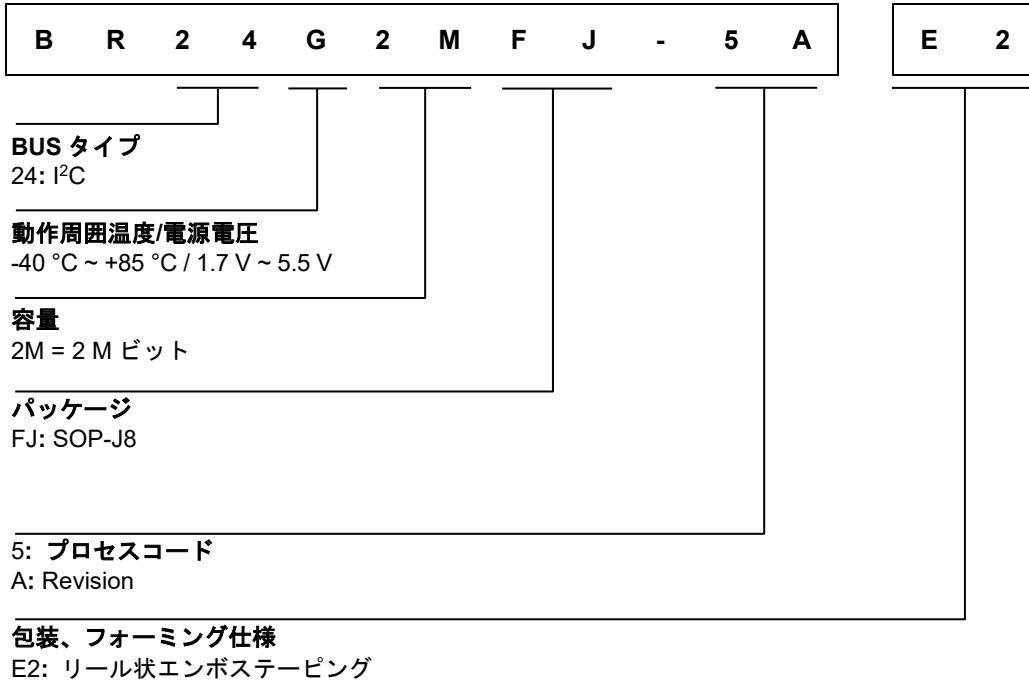 B R 2 4 G 2 M F J - 5 A E 2
BUS タイプ
24: I²C
動作周囲温度/電源電圧
-40 °C ~ +85 °C / 1.7 V ~ 5.5 V
容量
2M = 2 M ビット
パッケージ
FJ: SOP-J8
5: プロセスコード
A: Revision
包装、フォーミング仕様
E2: リール状エンボステーピング